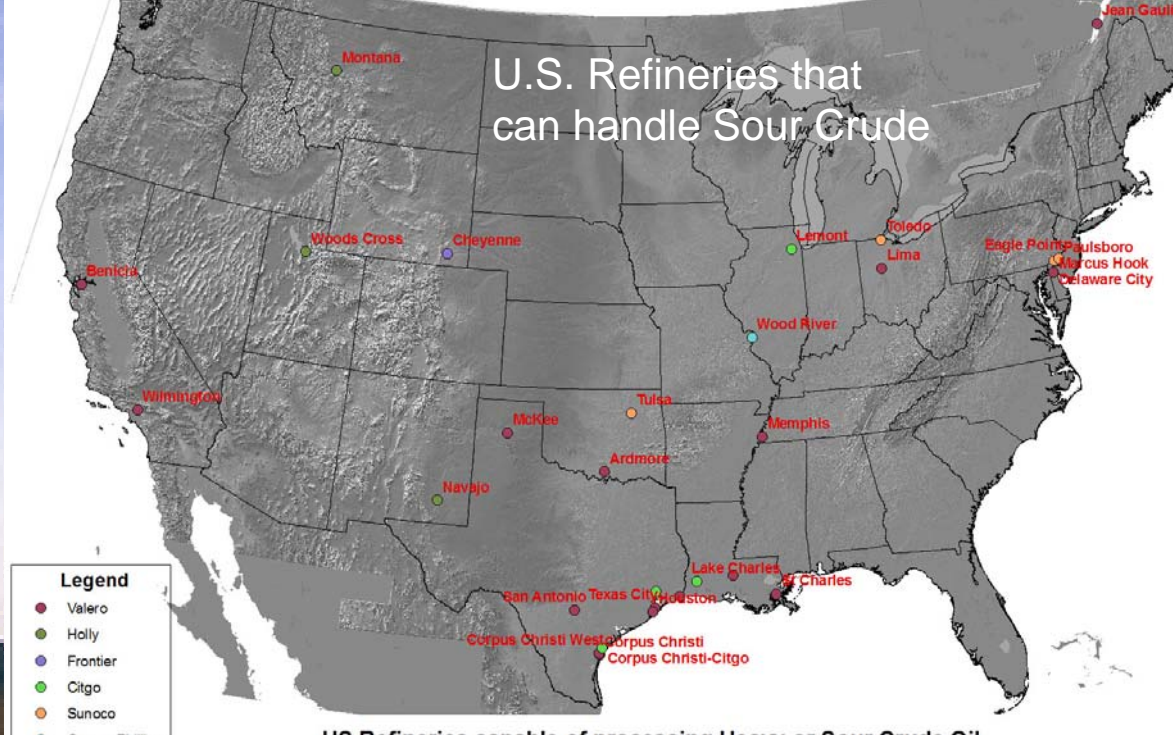 Jean Gauli
Montana
U.S. Refineries that
can handle Sour Crude
Woods Cross
Cheyenne
Lemont
Toledo
Lima
Eagle Point
Paulsboro
Marcus Hook
Delaware City
Benicia
Wood River
Wilmington
McKee
Tulsa
Memphis
Ardmore
Navajo
Lake Charles
St Charles
San Antonio
Texas City
Houston
Corpus Christi West
Corpus Christi
Corpus Christi-Citgo
Legend
Valero
Holly
Frontier
Citgo
Sunoco